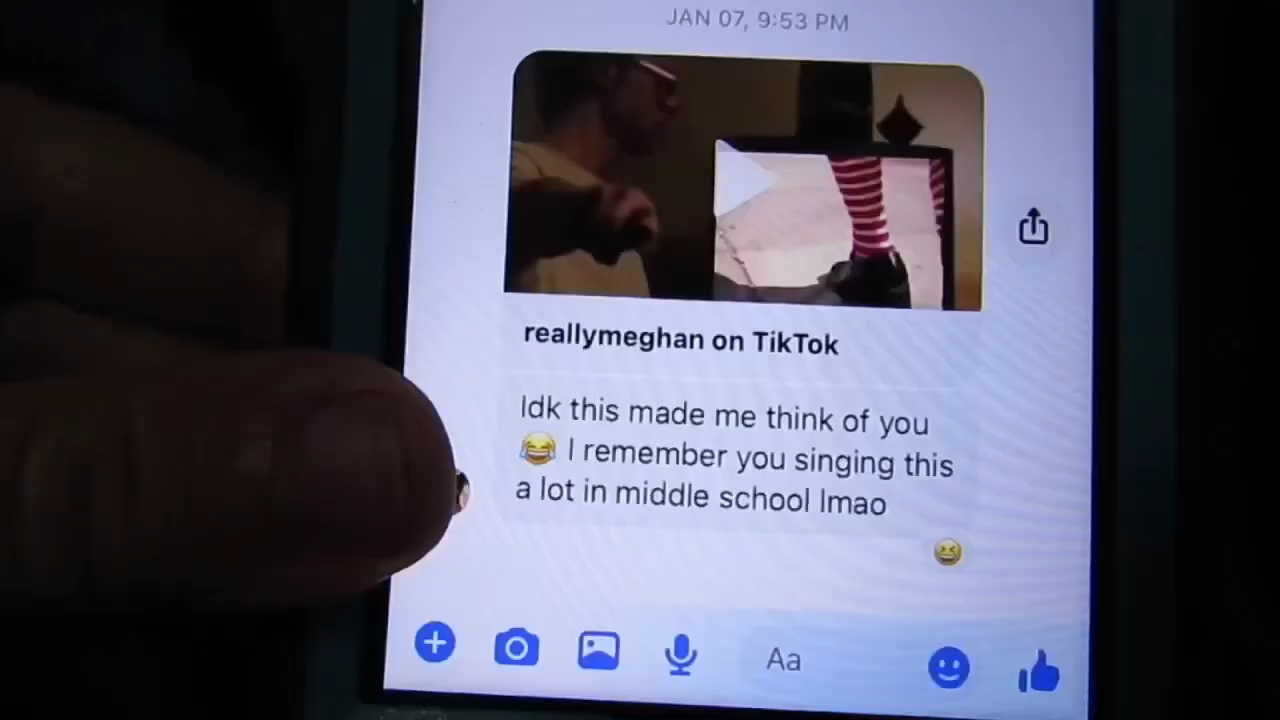 JAN 07, 9:53 PM
reallymeghan on TikTok
Idk this made me think of you
😂 I remember you singing this
a lot in middle school lmao
Aa